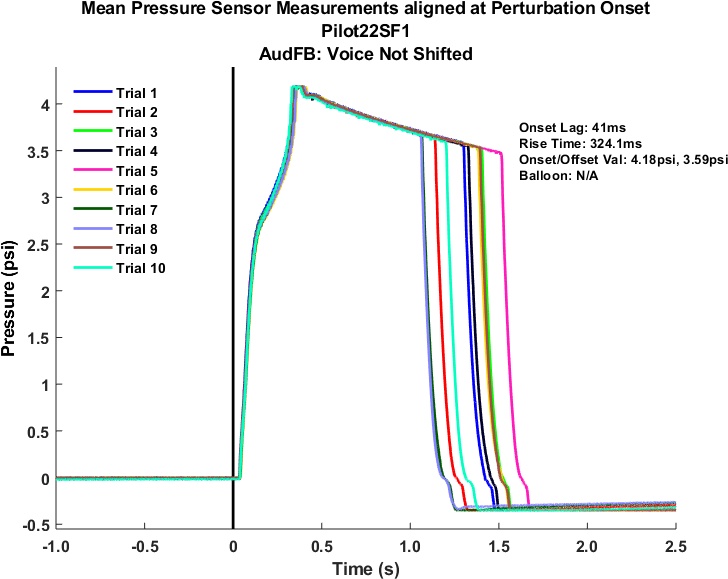 Mean Pressure Sensor Measurements aligned at Perturbation Onset
Pilot22SF1
AudFB: Voice Not Shifted
Trial 1
Trial 2
Trial 3
Trial 4
Trial 5
Trial 6
Trial 7
Trial 8
Trial 9
Trial 10
Onset Lag: 41ms
Rise Time: 324.1ms
Onset/Offset Val: 4.18psi, 3.59psi
Balloon: N/A
Pressure (psi)
4
3.5
3
2.5
2
1.5
1
0.5
0
-0.5
-1.0 -0.5 0 0.5 1.0 1.5 2.0 2.5
Time (s)